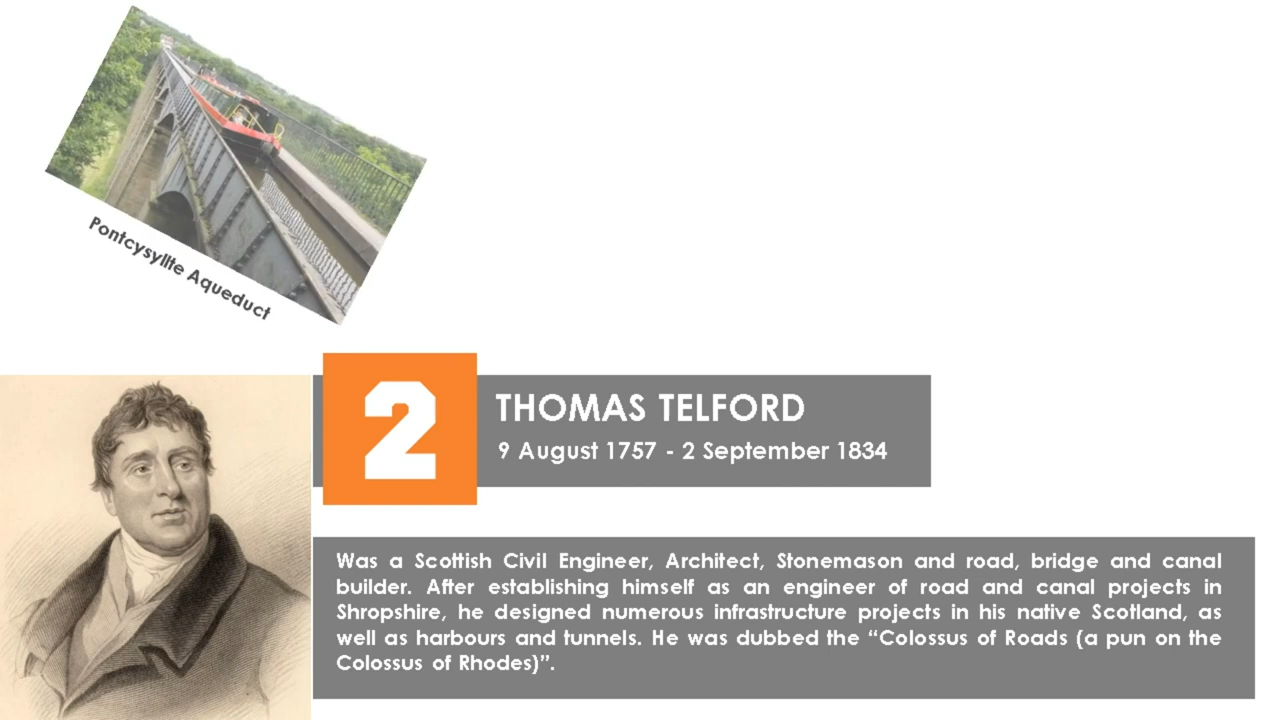 Pontcysyllte Aqueduct
2
THOMAS TELFORD
9 August 1757 - 2 September 1834
Was a Scottish Civil Engineer, Architect, Stonemason and road, bridge and canal
builder. After establishing himself as an engineer of road and canal projects in
Shropshire, he designed numerous infrastructure projects in his native Scotland, as
well as harbours and tunnels. He was dubbed the “Colossus of Roads (a pun on the
Colossus of Rhodes)”.